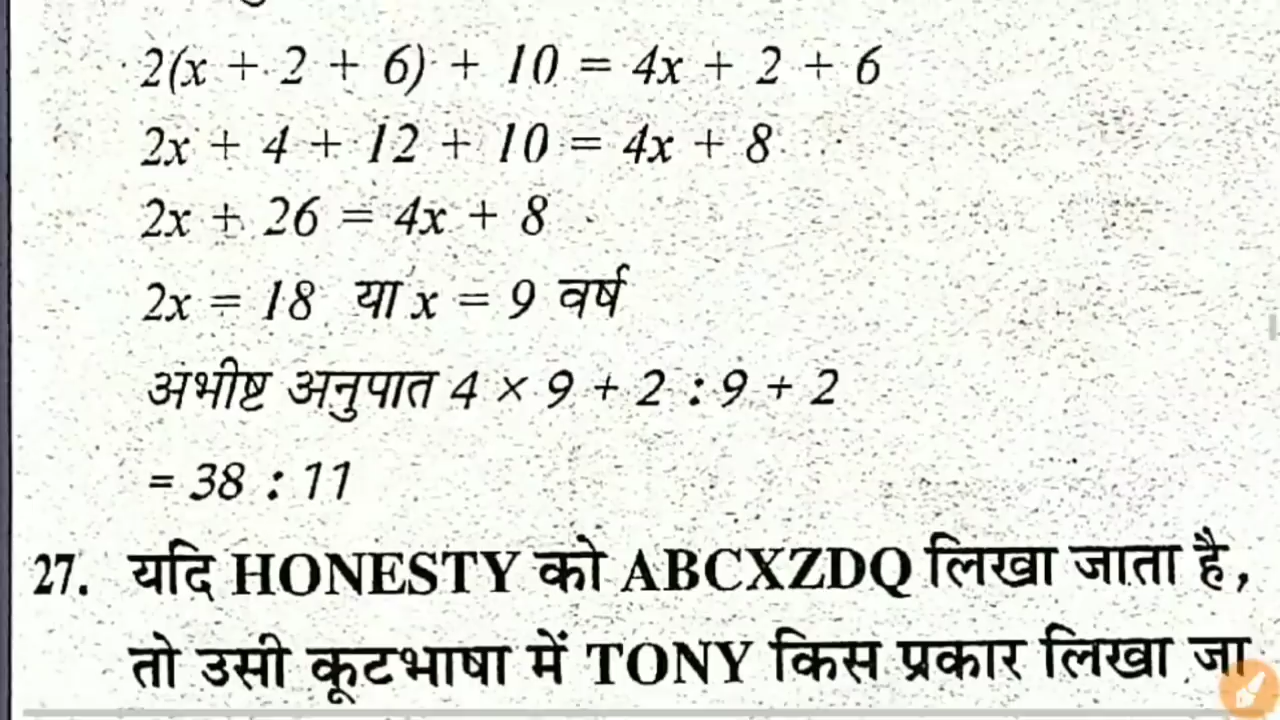 2(x + 2 + 6) + 10 = 4x + 2 + 6
2x + 4 + 12 + 10 = 4x + 8
2x + 26 = 4x + 8
2x = 18 या x = 9 वर्ष
अभीष्ट अनुपात 4 × 9 + 2 : 9 + 2
= 38 : 11
27. यदि HONESTY को ABCXZDQ लिखा जाता है,
तो उसी कूटभाषा में TONY किस प्रकार लिखा जा